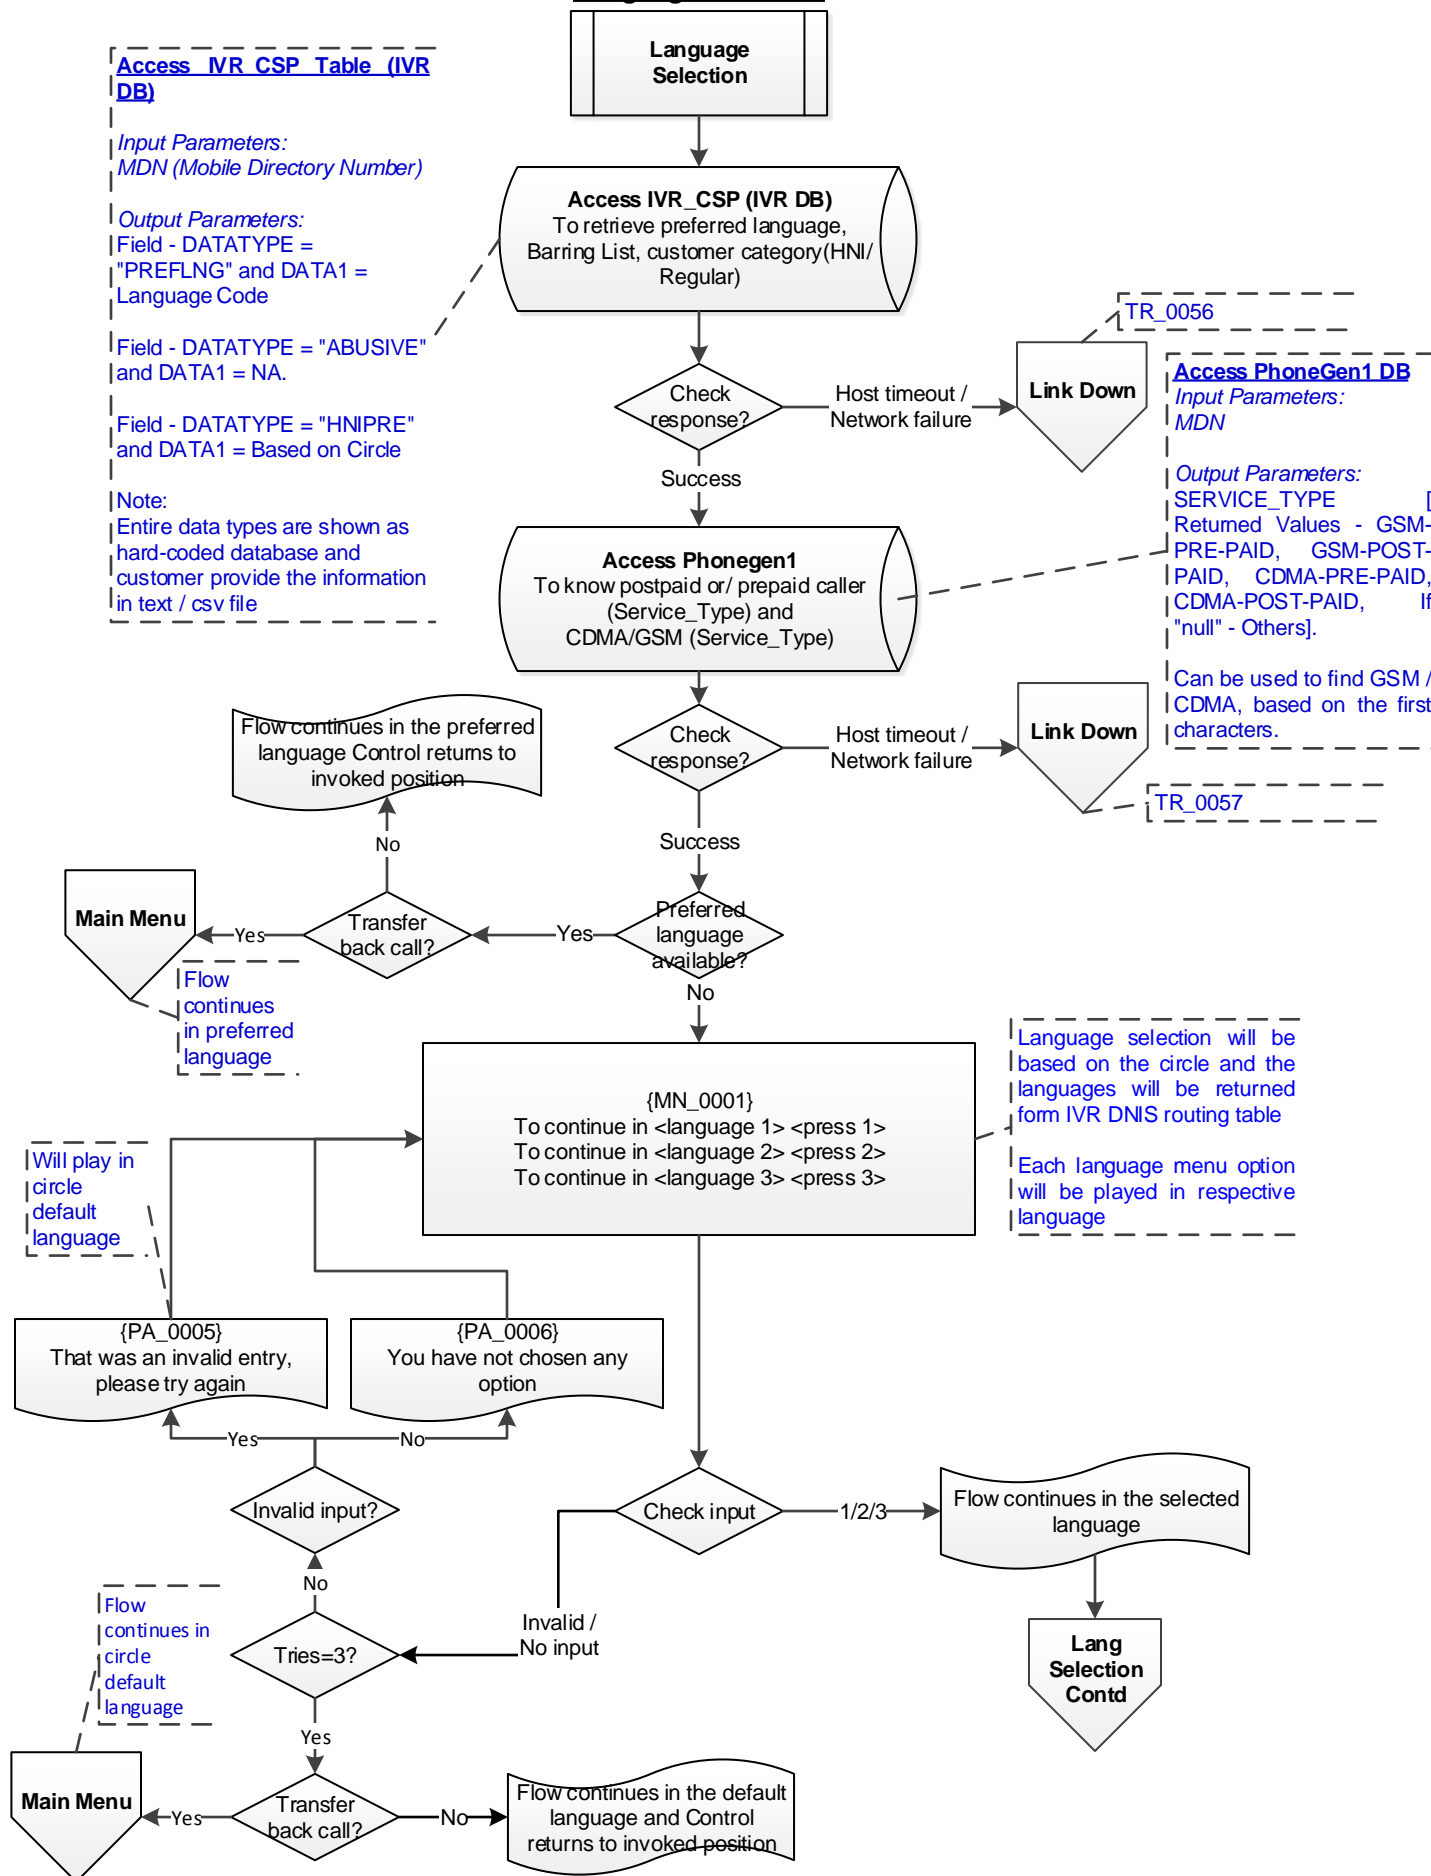 Language
Selection
Access IVR_CSP Table (IVR
DB)
Input Parameters:
MDN (Mobile Directory Number)
Output Parameters:
Field - DATATYPE =
"PREFLNG" and DATA1 =
Language Code
Field - DATATYPE = "ABUSIVE"
and DATA1 = NA.
Field - DATATYPE = "HNIPRE"
and DATA1 = Based on Circle
Note:
Entire data types are shown as
hard-coded database and
customer provide the information
in text / csv file
Access IVR_CSP (IVR DB)
To retrieve preferred language,
Barring List, customer category(HNI/
Regular)
Check
response?
Host timeout /
Network failure
Link Down
TR_0056
Success
Access PhoneGen1 DB
Input Parameters:
MDN
Output Parameters:
SERVICE_TYPE [
Returned Values - GSM-
PRE-PAID, GSM-POST-
PAID, CDMA-PRE-PAID,
CDMA-POST-PAID, If
"null" - Others].
Can be used to find GSM /
CDMA, based on the first
characters.
Access Phonegen1
To know postpaid or/ prepaid caller
(Service_Type) and
CDMA/GSM (Service_Type)
Check
response?
Host timeout /
Network failure
Link Down
TR_0057
Success
Flow continues in the preferred
language Control returns to
invoked position
No
Main Menu
Yes
Transfer
back call?
Yes
Preferred
language
available?
Flow
continues
in preferred
language
No
{MN_0001}
To continue in <language 1> <press 1>
To continue in <language 2> <press 2>
To continue in <language 3> <press 3>
Language selection will be
based on the circle and the
languages will be returned
form IVR DNIS routing table
Each language menu option
will be played in respective
language
Will play in
circle
default
language
{PA_0005}
That was an invalid entry,
please try again
{PA_0006}
You have not chosen any
option
Yes
No
Invalid input?
Check input
1/2/3
Flow continues in the selected
language
No
Invalid /
No input
Tries=3?
Lang
Selection
Contd
Flow
continues in
circle
default
language
Yes
Main Menu
Yes
Transfer
back call?
No
Flow continues in the default
language and Control
returns to invoked position